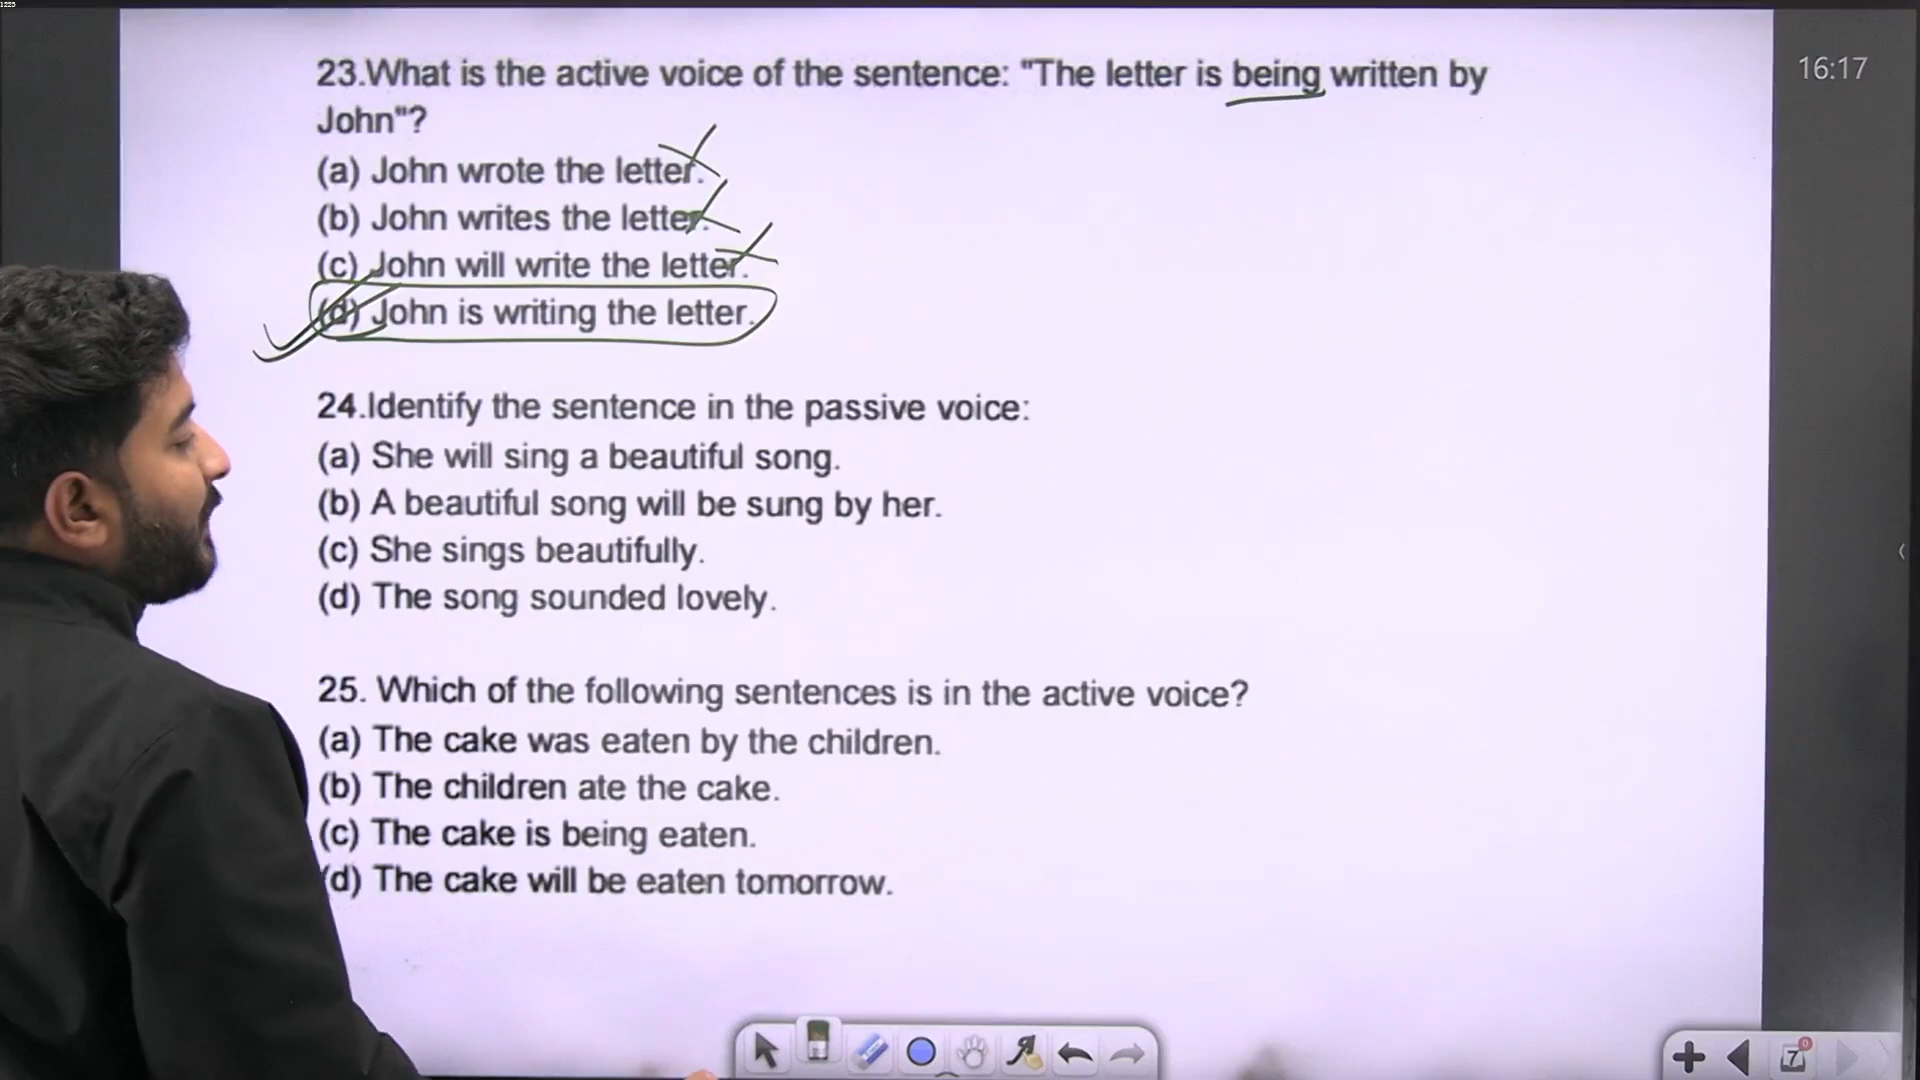 1225
16:17
23.What is the active voice of the sentence: "The letter is being written by
John"?
(a) John wrote the letter.
(b) John writes the letter.
(c) John will write the letter.
(d) John is writing the letter.
24.Identify the sentence in the passive voice:
(a) She will sing a beautiful song.
(b) A beautiful song will be sung by her.
(c) She sings beautifully.
(d) The song sounded lovely.
25. Which of the following sentences is in the active voice?
(a) The cake was eaten by the children.
(b) The children ate the cake.
(c) The cake is being eaten.
(d) The cake will be eaten tomorrow.
7
0